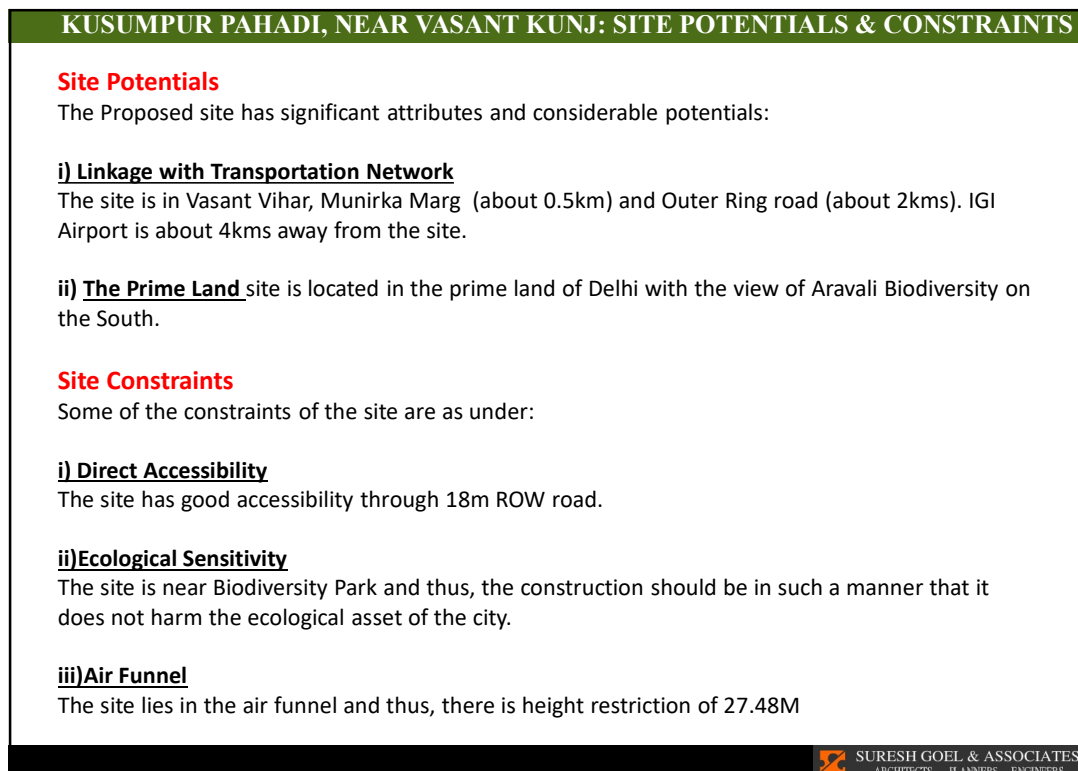 KUSUMPUR PAHADI, NEAR VASANT KUNJ: SITE POTENTIALS & CONSTRAINTS
Site Potentials
The Proposed site has significant attributes and considerable potentials:
i) Linkage with Transportation Network
The site is in Vasant Vihar, Munirka Marg (about 0.5km) and Outer Ring road (about 2kms). IGI
Airport is about 4kms away from the site.
ii) The Prime Land site is located in the prime land of Delhi with the view of Aravali Biodiversity on
the South.
Site Constraints
Some of the constraints of the site are as under:
i) Direct Accessibility
The site has good accessibility through 18m ROW road.
ii)Ecological Sensitivity
The site is near Biodiversity Park and thus, the construction should be in such a manner that it
does not harm the ecological asset of the city.
iii)Air Funnel
The site lies in the air funnel and thus, there is height restriction of 27.48M
SURESH GOEL & ASSOCIATES
ARCHITECTS PLANNERS ENGINEERS